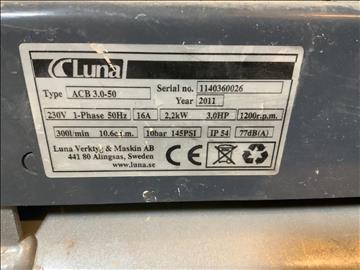 Luna
Type ACB 3.0-50 Serial no. 1140360026
Year 2011
230V 1-Phase 50Hz 16A 2,2kW 3,0HP 1200r.p.m.
300l/min 10.6c.f.m. 10bar 145PSI IP 54 77dB(A)
Luna Verktyg & Maskin AB
441 80 Alingsas, Sweden
www.luna.se
CE